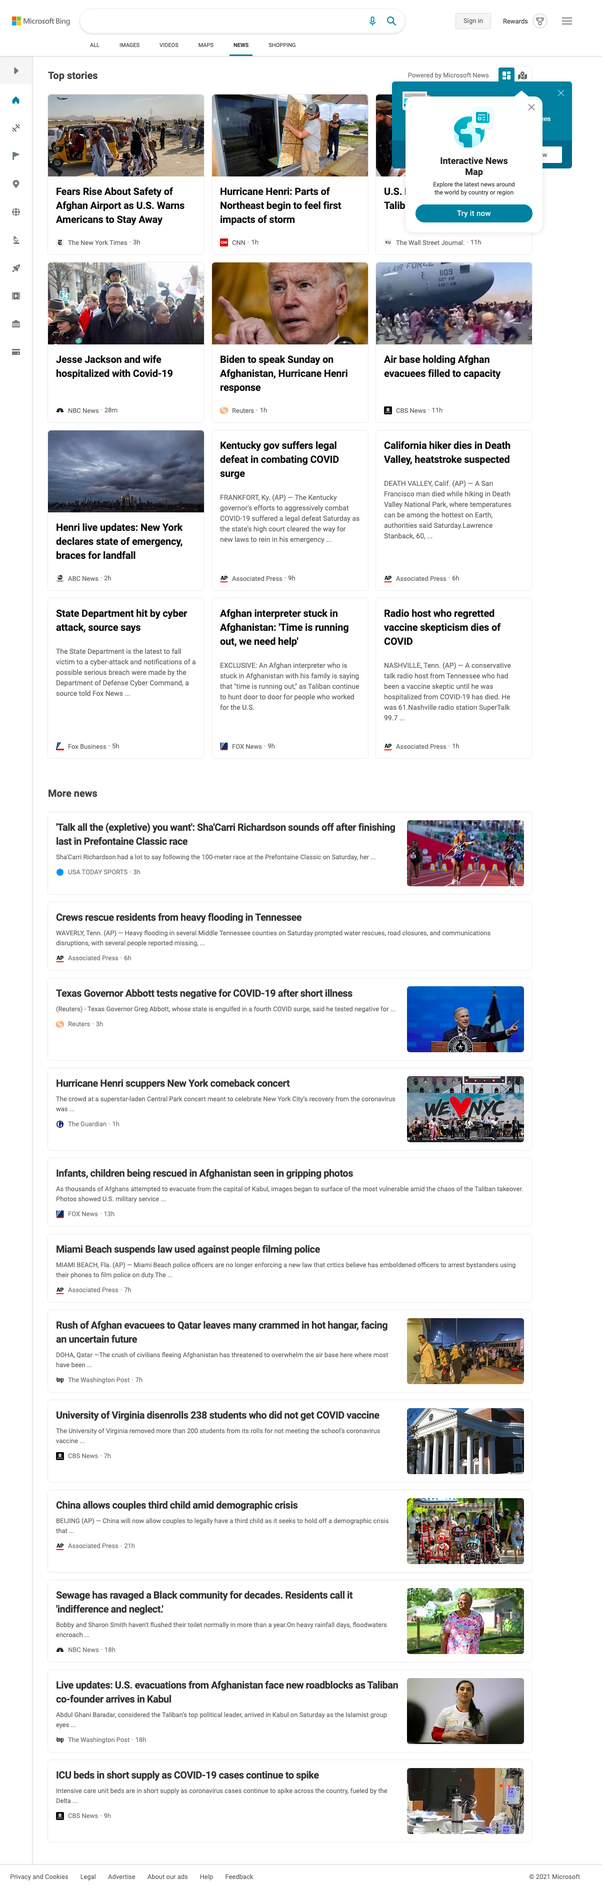 Microsoft Bing
Sign in
Rewards
ALL
IMAGES
VIDEOS
MAPS
NEWS
SHOPPING
Top stories
Powered by Microsoft News
Interactive News
Map
Explore the latest news around
the world by country or region
Try it now
Fears Rise About Safety of
Afghan Airport as U.S. Warns
Americans to Stay Away
The New York Times · 3h
Hurricane Henri: Parts of
Northeast begin to feel first
impacts of storm
CNN · 1h
U.S.
Talib
The Wall Street Journal. · 11h
Jesse Jackson and wife
hospitalized with Covid-19
NBC News · 28m
Biden to speak Sunday on
Afghanistan, Hurricane Henri
response
Reuters · 1h
Air base holding Afghan
evacuees filled to capacity
CBS News · 11h
Henri live updates: New York
declares state of emergency,
braces for landfall
ABC News · 2h
Kentucky gov suffers legal
defeat in combating COVID
surge
FRANKFORT, Ky. (AP) — The Kentucky
governor's efforts to aggressively combat
COVID-19 suffered a legal defeat Saturday as
the state's high court cleared the way for
new laws to rein in his emergency ...
AP Associated Press · 9h
California hiker dies in Death
Valley, heatstroke suspected
DEATH VALLEY, Calif. (AP) — A San
Francisco man died while hiking in Death
Valley National Park, where temperatures
can be among the hottest on Earth,
authorities said Saturday.Lawrence
Stanback, 60, ...
AP Associated Press · 6h
State Department hit by cyber
attack, source says
The State Department is the latest to fall
victim to a cyber-attack and notifications of a
possible serious breach were made by the
Department of Defense Cyber Command, a
source told Fox News ...
Fox Business · 5h
Afghan interpreter stuck in
Afghanistan: 'Time is running
out, we need help'
EXCLUSIVE: An Afghan interpreter who is
stuck in Afghanistan with his family is saying
that "time is running out," as Taliban continue
to hunt door to door for people who worked
for the U.S.
FOX News · 9h
Radio host who regretted
vaccine skepticism dies of
COVID
NASHVILLE, Tenn. (AP) — A conservative
talk radio host from Tennessee who had
been a vaccine skeptic until he was
hospitalized from COVID-19 has died. He
was 61.Nashville radio station SuperTalk
99.7 ...
AP Associated Press · 1h
More news
'Talk all the (expletive) you want': Sha'Carri Richardson sounds off after finishing
last in Prefontaine Classic race
Sha'Carri Richardson had a lot to say following the 100-meter race at the Prefontaine Classic on Saturday, her ...
USA TODAY SPORTS · 3h
Crews rescue residents from heavy flooding in Tennessee
WAVERLY, Tenn. (AP) — Heavy flooding in several Middle Tennessee counties on Saturday prompted water rescues, road closures, and communications
disruptions, with several people reported missing, ...
AP Associated Press · 6h
Texas Governor Abbott tests negative for COVID-19 after short illness
(Reuters) - Texas Governor Greg Abbott, whose state is engulfed in a fourth COVID surge, said he tested negative for ...
Reuters · 3h
Hurricane Henri scuppers New York comeback concert
The crowd at a superstar-laden Central Park concert meant to celebrate New York City's recovery from the coronavirus
was ...
The Guardian · 1h
WE NYC
Infants, children being rescued in Afghanistan seen in gripping photos
As thousands of Afghans attempted to evacuate from the capital of Kabul, images began to surface of the most vulnerable amid the chaos of the Taliban takeover.
Photos showed U.S. military service ...
FOX News · 13h
Miami Beach suspends law used against people filming police
MIAMI BEACH, Fla. (AP) — Miami Beach police officers are no longer enforcing a new law that critics believe has emboldened officers to arrest bystanders using
their phones to film police on duty.The ...
AP Associated Press · 7h
Rush of Afghan evacuees to Qatar leaves many crammed in hot hangar, facing
an uncertain future
DOHA, Qatar —The crush of civilians fleeing Afghanistan has threatened to overwhelm the air base here where most
have been ...
wp The Washington Post · 7h
University of Virginia disenrolls 238 students who did not get COVID vaccine
The University of Virginia removed more than 200 students from its rolls for not meeting the school's coronavirus
vaccine ...
CBS News · 7h
China allows couples third child amid demographic crisis
BEIJING (AP) — China will now allow couples to legally have a third child as it seeks to hold off a demographic crisis
that ...
AP Associated Press · 21h
Sewage has ravaged a Black community for decades. Residents call it
'indifference and neglect.'
Bobby and Sharon Smith haven't flushed their toilet normally in more than a year.On heavy rainfall days, floodwaters
encroach ...
NBC News · 18h
Live updates: U.S. evacuations from Afghanistan face new roadblocks as Taliban
co-founder arrives in Kabul
Abdul Ghani Baradar, considered the Taliban's top political leader, arrived in Kabul on Saturday as the Islamist group
eyes ...
wp The Washington Post · 18h
ICU beds in short supply as COVID-19 cases continue to spike
Intensive care unit beds are in short supply as coronavirus cases continue to spike across the country, fueled by the
Delta ...
CBS News · 9h
Privacy and Cookies
Legal
Advertise
About our ads
Help
Feedback
© 2021 Microsoft